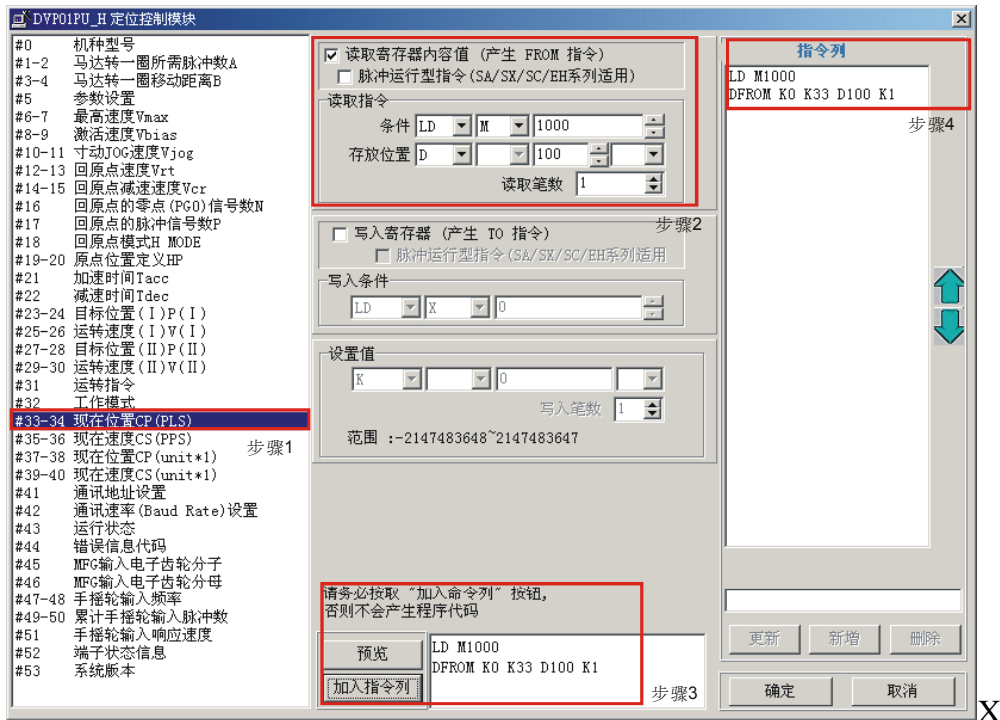 DVP01PU_H 定位控制模块
#0 机种型号
#1-2 马达转一圈所需脉冲数A
#3-4 马达转一圈移动距离B
#5 参数设置
#6-7 最高速度Vmax
#8-9 激活速度Vbias
#10-11 寸动JOG速度Vjog
#12-13 回原点速度Vrt
#14-15 回原点减速速度Vcr
#16 回原点的零点(PG0)信号数N
#17 回原点的脉冲信号数P
#18 回原点模式H MODE
#19-20 原点位置定义HP
#21 加速时间Tacc
#22 减速时间Tdec
#23-24 目标位置(Ⅰ)P(Ⅰ)
#25-26 运转速度(Ⅰ)V(Ⅰ)
#27-28 目标位置(Ⅱ)P(Ⅱ)
#29-30 运转速度(Ⅱ)V(Ⅱ)
#31 运转指令
#32 工作模式
#33-34 现在位置CP(PLS)
#35-36 现在速度CS(PPS)
步骤1
#37-38 现在位置CP(unit*1)
#39-40 现在速度CS(unit*1)
#41 通讯地址设置
#42 通讯速率(Baud Rate)设置
#43 运行状态
#44 错误信息代码
#45 MFG输入电子齿轮分子
#46 MFG输入电子齿轮分母
#47-48 手摇轮输入频率
#49-50 累计手摇轮输入脉冲数
#51 手摇轮输入响应速度
#52 端子状态信息
#53 系统版本
读取寄存器内容值 (产生 FROM 指令)
脉冲运行型指令(SA/SX/SC/EH系列适用)
读取指令
条件 LD M 1000
存放位置 D 100
读取笔数 1
步骤2
写入寄存器 (产生 TO 指令)
脉冲运行型指令(SA/SX/SC/EH系列适用
写入条件
LD X 0
设置值
K 0
写入笔数 1
范围 :-2147483648~2147483647
请务必按取 "加入命令列" 按钮,
否则不会产生程序代码
预览
加入指令列
LD M1000
DFROM K0 K33 D100 K1
步骤3
指令列
LD M1000
DFROM K0 K33 D100 K1
步骤4
更新 新增 删除
确定 取消
X